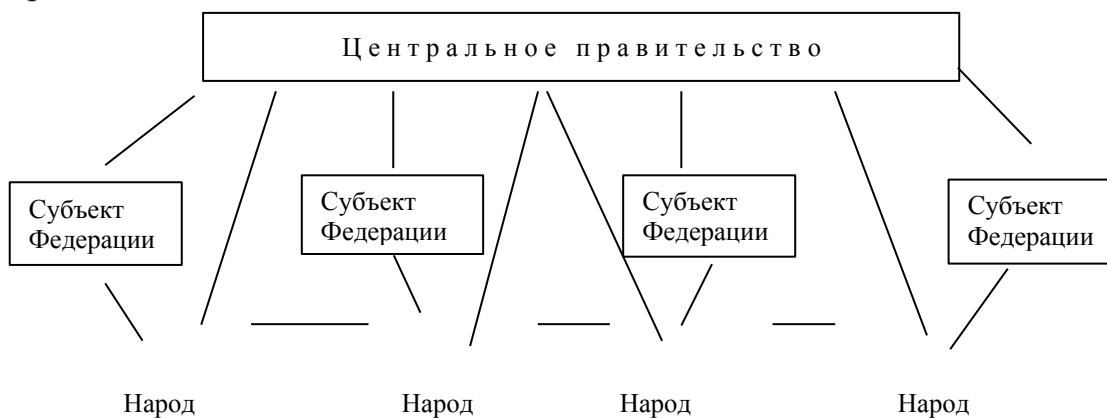 Центральное правительство
Субъект
Федерации
Субъект
Федерации
Субъект
Федерации
Субъект
Федерации
Народ Народ Народ Народ